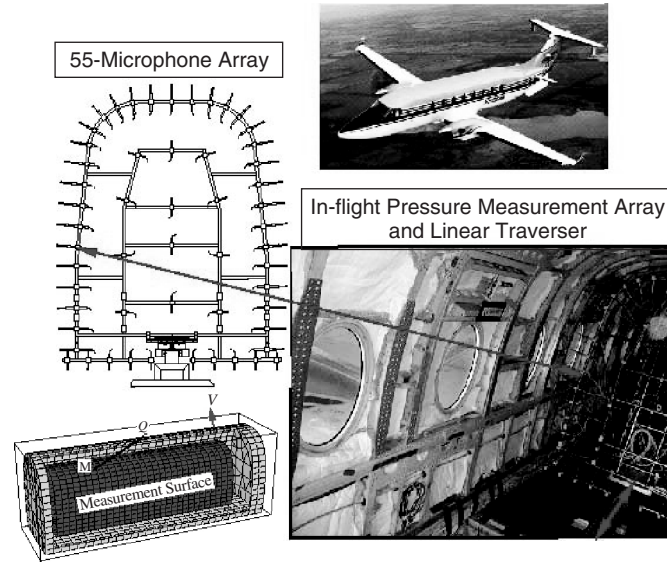 55-Microphone Array
In-flight Pressure Measurement Array
and Linear Traverser
Q
V
M
Measurement Surface